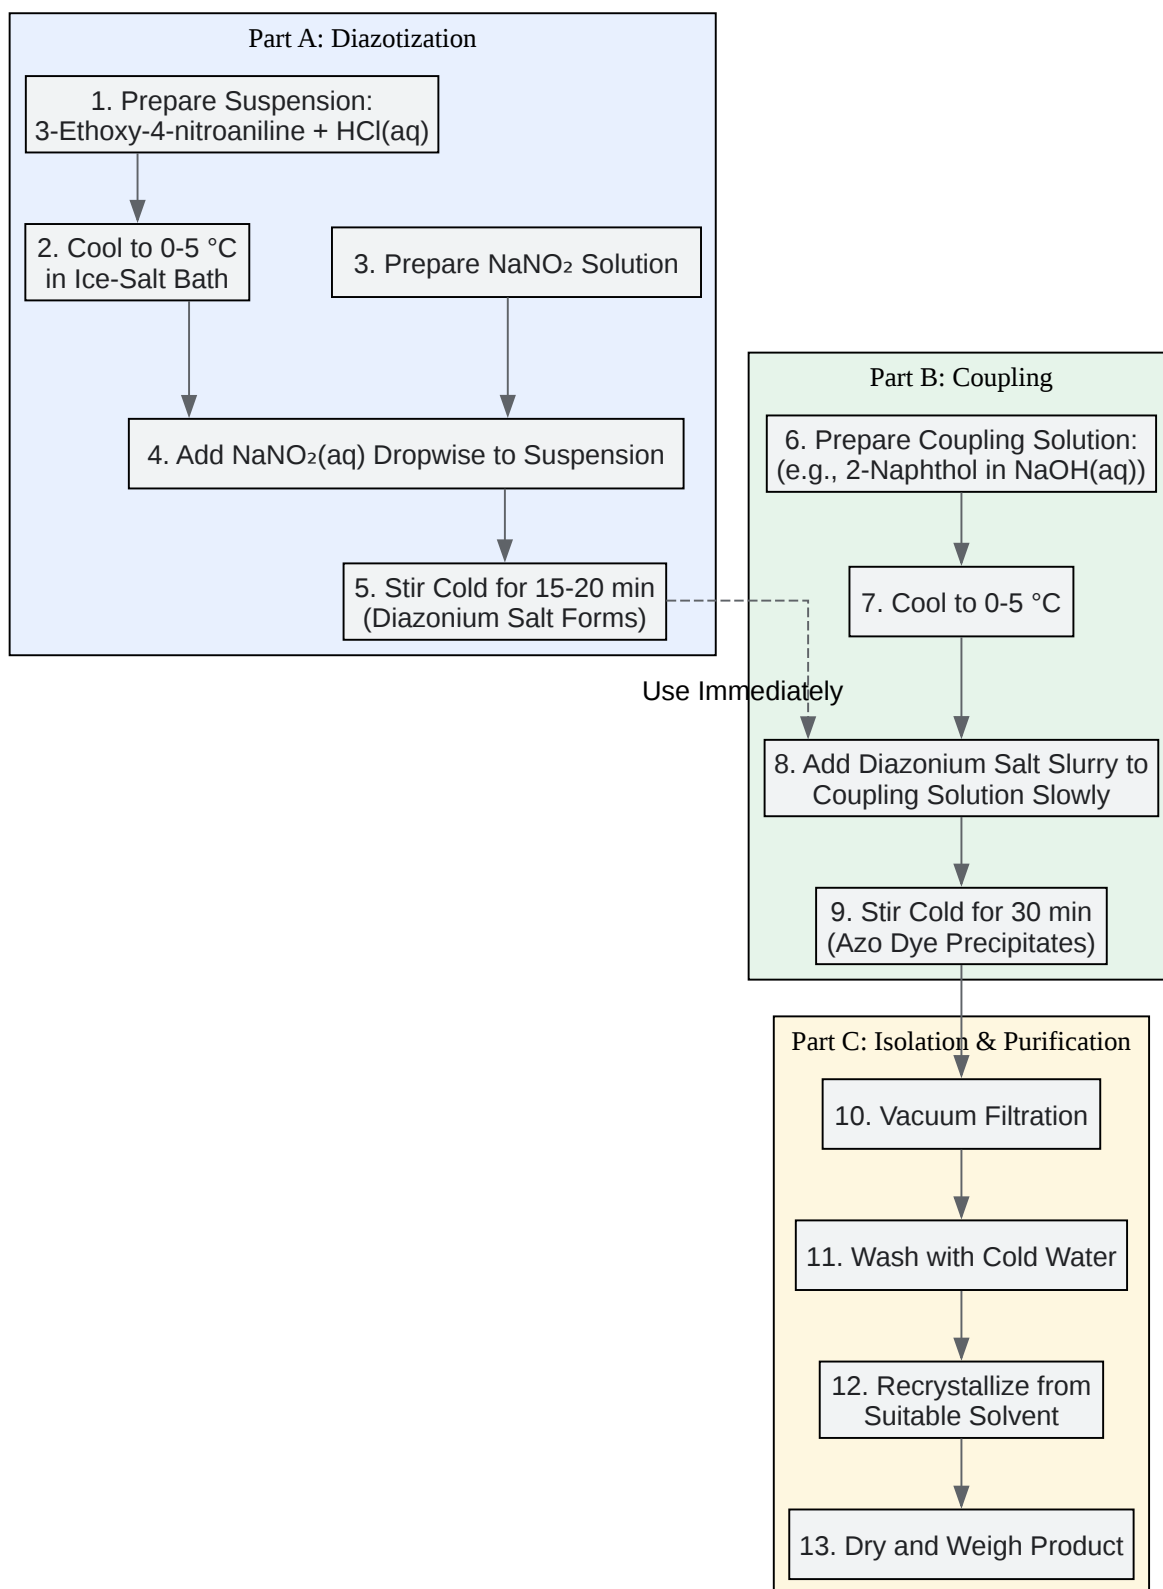 Part A: Diazotization
1. Prepare Suspension:
3-Ethoxy-4-nitroaniline + HCl(aq)
2. Cool to 0-5 °C
in Ice-Salt Bath
3. Prepare NaNO₂ Solution
4. Add NaNO₂(aq) Dropwise to Suspension
5. Stir Cold for 15-20 min
(Diazonium Salt Forms)
Use Immediately
Part B: Coupling
6. Prepare Coupling Solution:
(e.g., 2-Naphthol in NaOH(aq))
7. Cool to 0-5 °C
8. Add Diazonium Salt Slurry to
Coupling Solution Slowly
9. Stir Cold for 30 min
(Azo Dye Precipitates)
Part C: Isolation & Purification
10. Vacuum Filtration
11. Wash with Cold Water
12. Recrystallize from
Suitable Solvent
13. Dry and Weigh Product